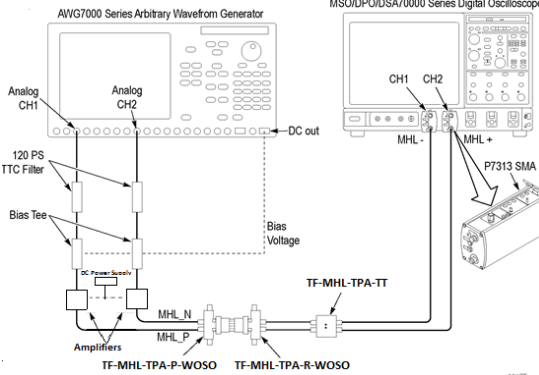 AWG7000 Series Arbitrary Wavefrom Generator
MSO/DPO/DSA70000 Series Digital Oscilloscope
Analog
CH1
Analog
CH2
CH1
CH2
DC out
MHL -
MHL +
120 PS
TTC Filter
P7313 SMA
Bias Tee
Bias
Voltage
DC Power Supply
TF-MHL-TPA-TT
MHL_N
MHL_P
Amplifiers
TF-MHL-TPA-P-WOSO
TF-MHL-TPA-R-WOSO